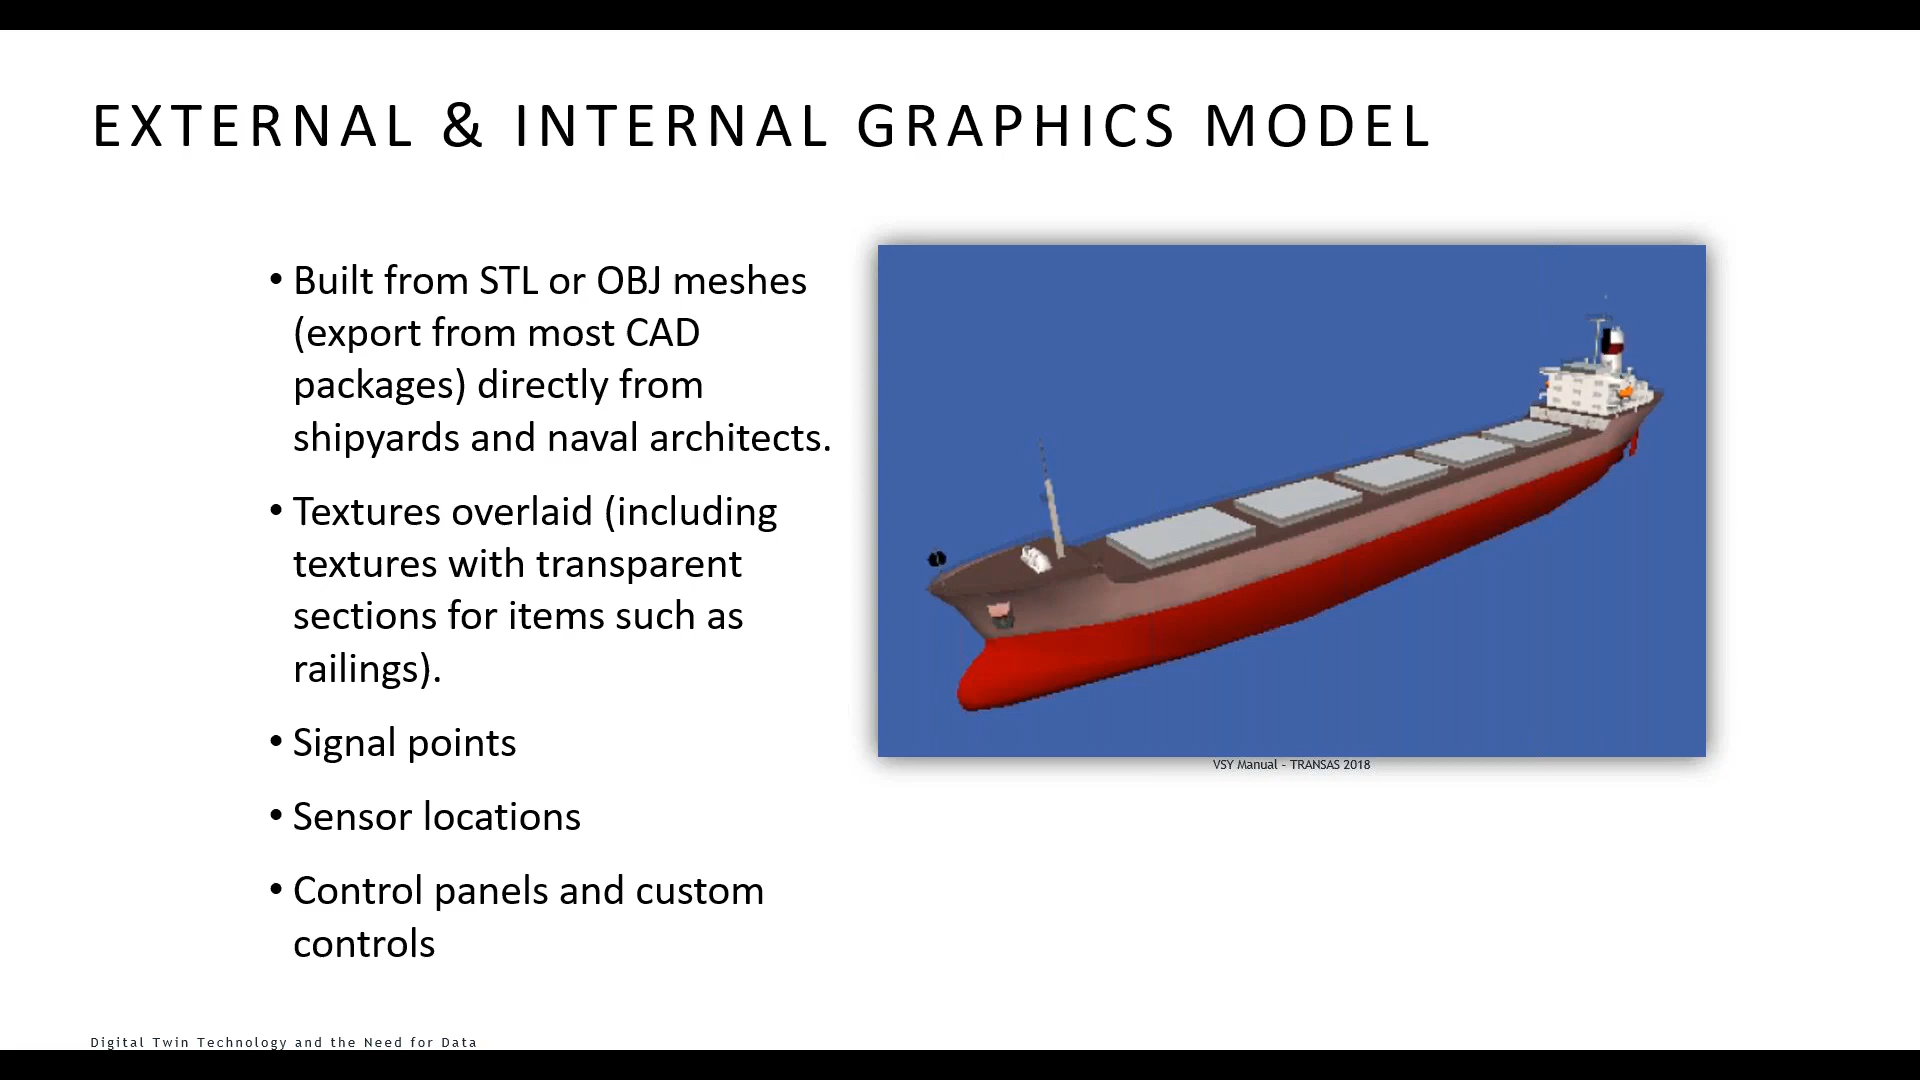 EXTERNAL & INTERNAL GRAPHICS MODEL
• Built from STL or OBJ meshes
(export from most CAD
packages) directly from
shipyards and naval architects.
• Textures overlaid (including
textures with transparent
sections for items such as
railings).
• Signal points
• Sensor locations
• Control panels and custom
controls
VSY Manual - TRANSAS 2018
Digital Twin Technology and the Need for Data